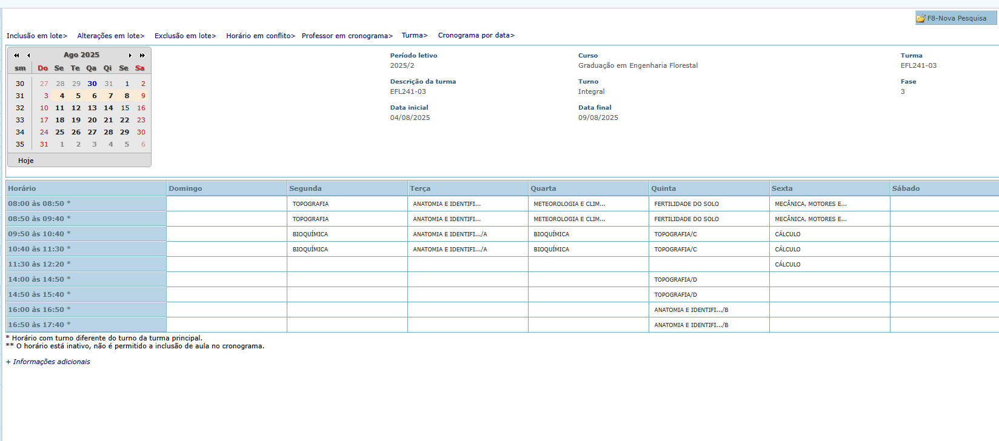 F8-Nova Pesquisa
Inclusão em lote> Alterações em lote> Exclusão em lote> Horário em conflito> Professor em cronograma> Turma> Cronograma por data>
Ago 2025
sm Do Se Te Qa Qi Se Sa
30 27 28 29 30 31 1 2
31 3 4 5 6 7 8 9
32 10 11 12 13 14 15 16
33 17 18 19 20 21 22 23
34 24 25 26 27 28 29 30
35 31 1 2 3 4 5 6
Hoje
Período letivo Curso Turma
2025/2 Graduação em Engenharia Florestal EFL241-03
Descrição da turma Turno Fase
EFL241-03 Integral 3
Data inicial Data final
04/08/2025 09/08/2025
Horário Domingo Segunda Terça Quarta Quinta Sexta Sábado
08:00 às 08:50 * TOPOGRAFIA ANATOMIA E IDENTIFI... METEOROLOGIA E CLIM... FERTILIDADE DO SOLO MECÂNICA, MOTORES E...
08:50 às 09:40 * TOPOGRAFIA ANATOMIA E IDENTIFI... METEOROLOGIA E CLIM... FERTILIDADE DO SOLO MECÂNICA, MOTORES E...
09:50 às 10:40 * BIOQUÍMICA ANATOMIA E IDENTIFI.../A BIOQUÍMICA TOPOGRAFIA/C CÁLCULO
10:40 às 11:30 * BIOQUÍMICA ANATOMIA E IDENTIFI.../A BIOQUÍMICA TOPOGRAFIA/C CÁLCULO
11:30 às 12:20 * CÁLCULO
14:00 às 14:50 * TOPOGRAFIA/D
14:50 às 15:40 * TOPOGRAFIA/D
16:00 às 16:50 * ANATOMIA E IDENTIFI.../B
16:50 às 17:40 * ANATOMIA E IDENTIFI.../B
* Horário com turno diferente do turno da turma principal.
** O horário está inativo, não é permitido a inclusão de aula no cronograma.
+ Informações adicionais